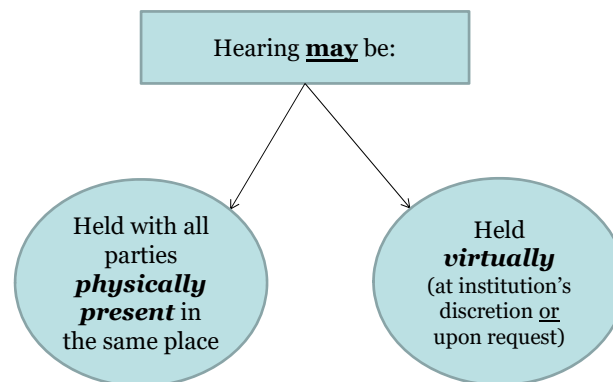 Hearing may be:
Held with all
parties
physically
present in
the same place
Held
virtually
(at institution's
discretion or
upon request)